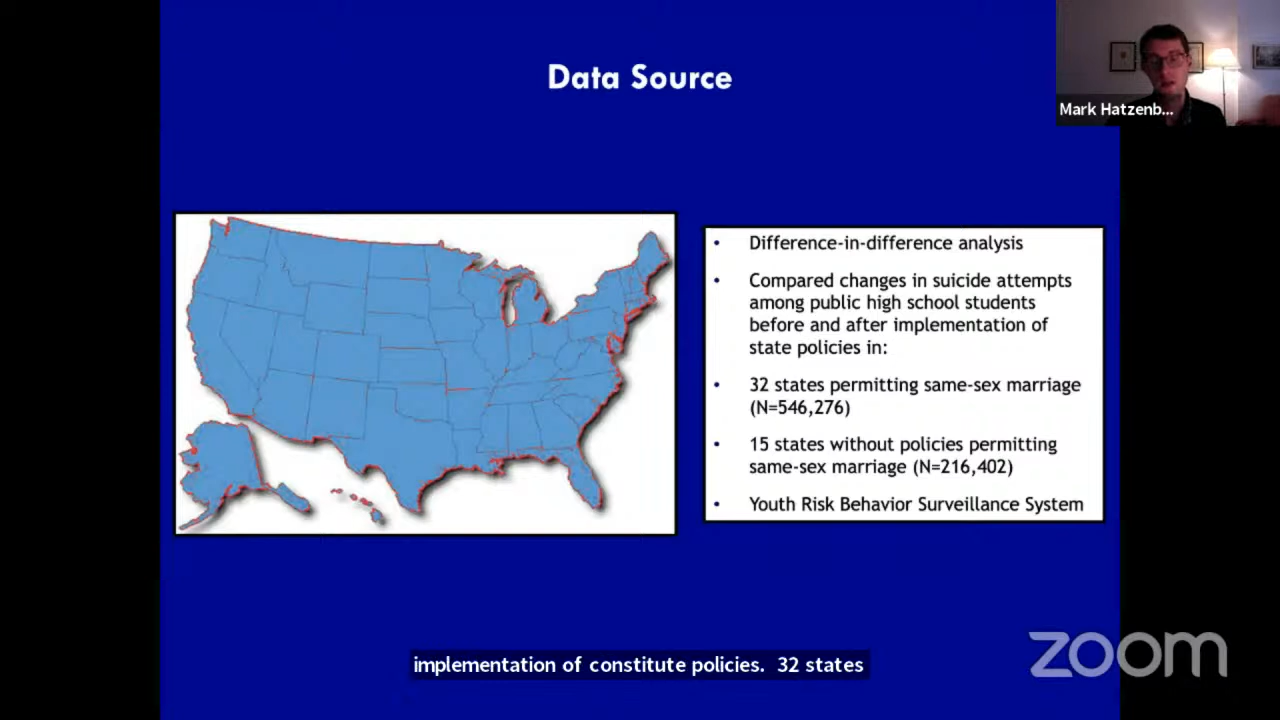 Data Source
Mark Hatzenb...
• Difference-in-difference analysis
• Compared changes in suicide attempts
among public high school students
before and after implementation of
state policies in:
• 32 states permitting same-sex marriage
(N=546,276)
• 15 states without policies permitting
same-sex marriage (N=216,402)
• Youth Risk Behavior Surveillance System
implementation of constitute policies.  32 states
zoom